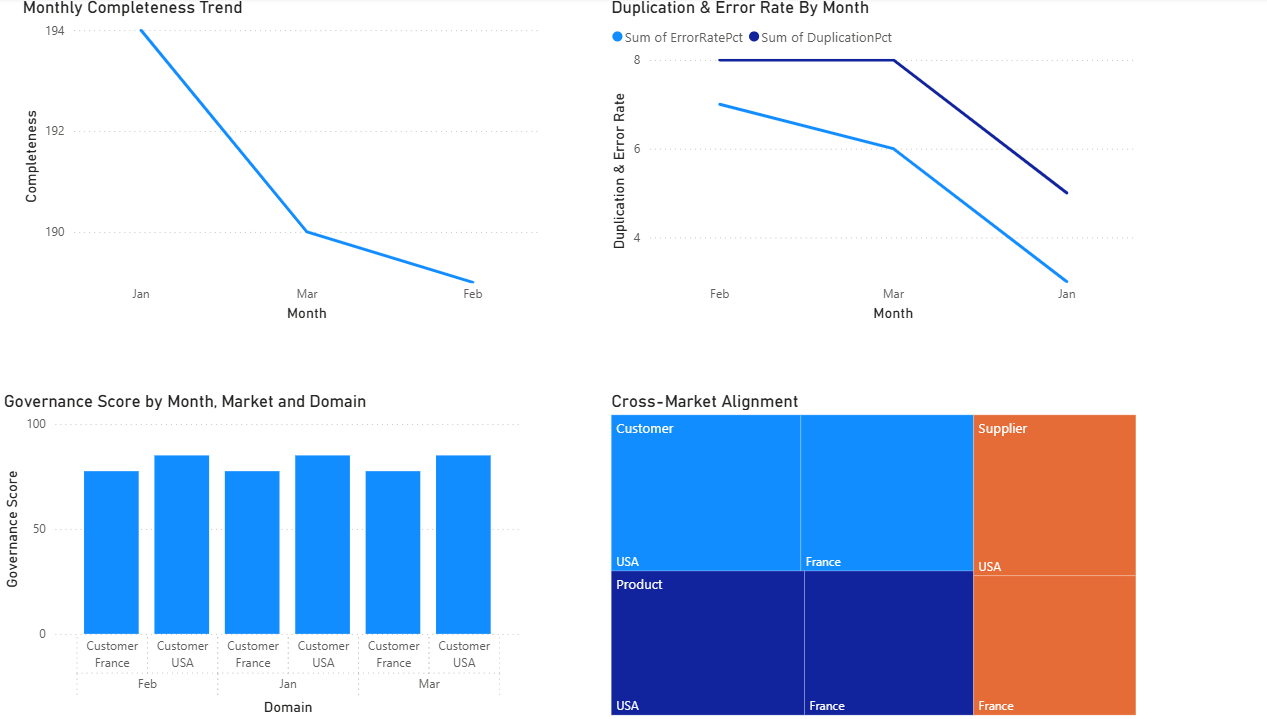 Monthly Completeness Trend
194
192
190
Completeness
Jan
Mar
Feb
Month
Duplication & Error Rate By Month
Sum of ErrorRatePct
Sum of DuplicationPct
8
6
4
Duplication & Error Rate
Feb
Mar
Jan
Month
Governance Score by Month, Market and Domain
100
50
0
Governance Score
Customer
Customer
Customer
Customer
Customer
Customer
France
USA
France
USA
France
USA
Feb
Jan
Mar
Domain
Cross-Market Alignment
Customer
USA
France
Product
USA
France
Supplier
USA
France